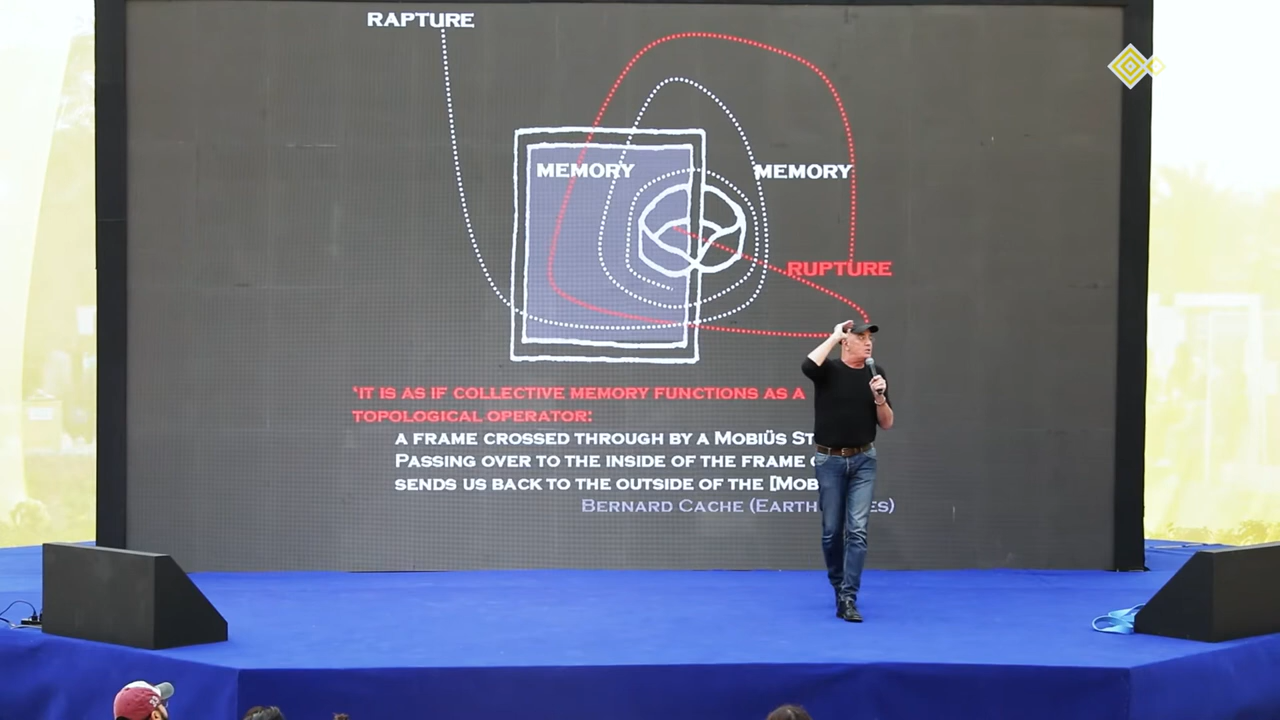 RAPTURE
MEMORY
MEMORY
RUPTURE
'IT IS AS IF COLLECTIVE MEMORY FUNCTIONS AS A
TOPOLOGICAL OPERATOR:
A FRAME CROSSED THROUGH BY A MOBIÜS
PASSING OVER TO THE INSIDE OF THE FRAME
SENDS US BACK TO THE OUTSIDE OF THE
BERNARD CACHE